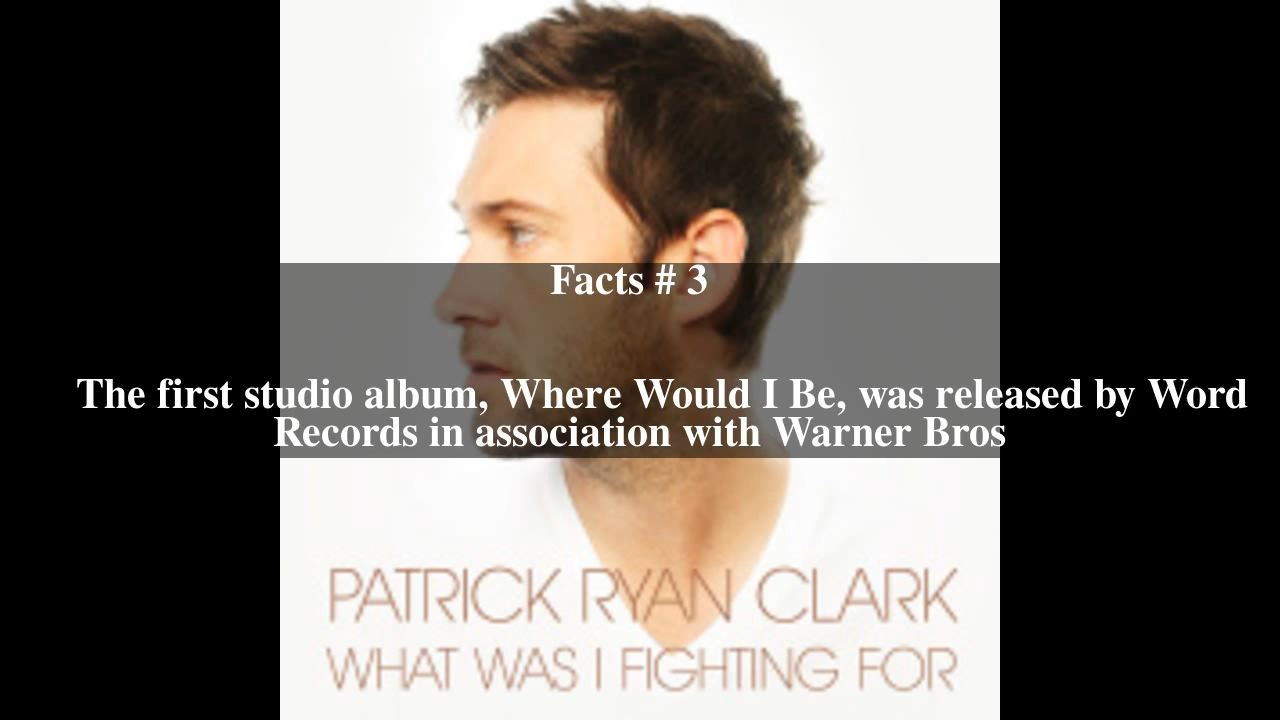 Facts # 3
The first studio album, Where Would I Be, was released by Word
Records in association with Warner Bros
PATRICK RYAN CLARK
WHAT WAS I FIGHTING FOR